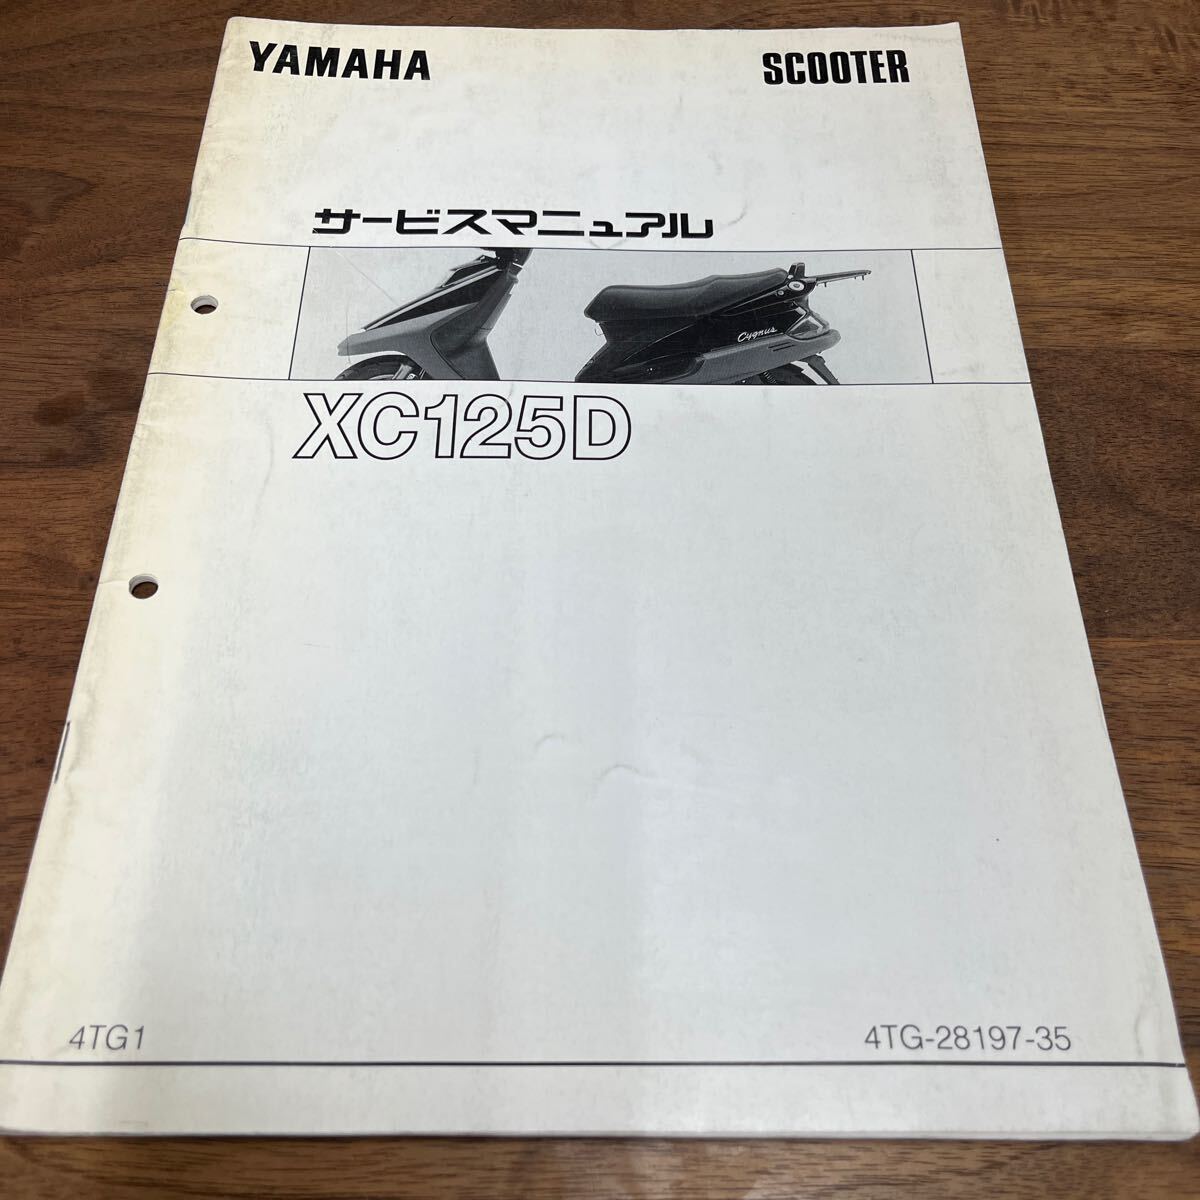 YAMAHA SCOOTER
サービスマニュアル
Cygnus
XC125D
4TG1 4TG-28197-35